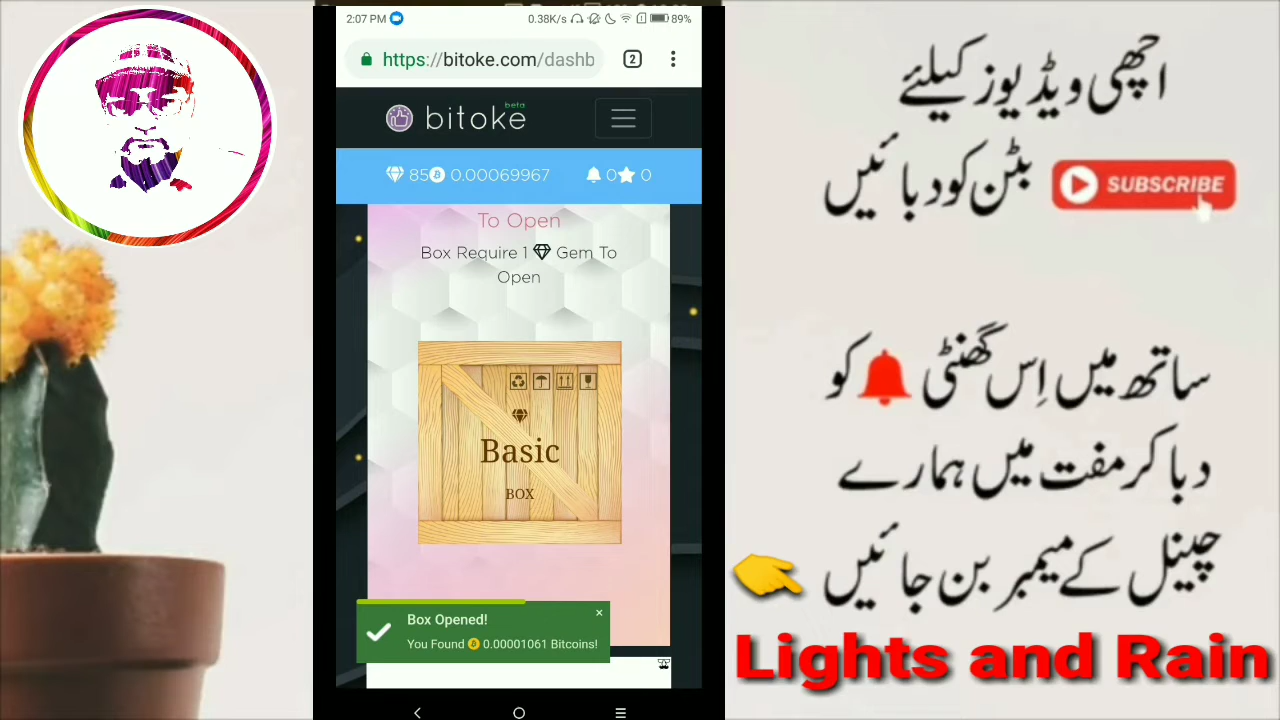 2:07 PM
0.38K/s
89%
https://bitoke.com/dashb
2
beta
bitoke
85 0.00069967 0 0
To Open
Box Require 1 Gem To
Open
Basic
BOX
Box Opened!
You Found 0.00001061 Bitcoins!
×
اچھی ویڈیوز کیلئے
SUBSCRIBE بٹن کو دبائیں
ساتھ میں اِس گھنٹی کو
دبا کر مفت میں ہمارے
چینل کے میمبر بن جائیں
Lights and Rain